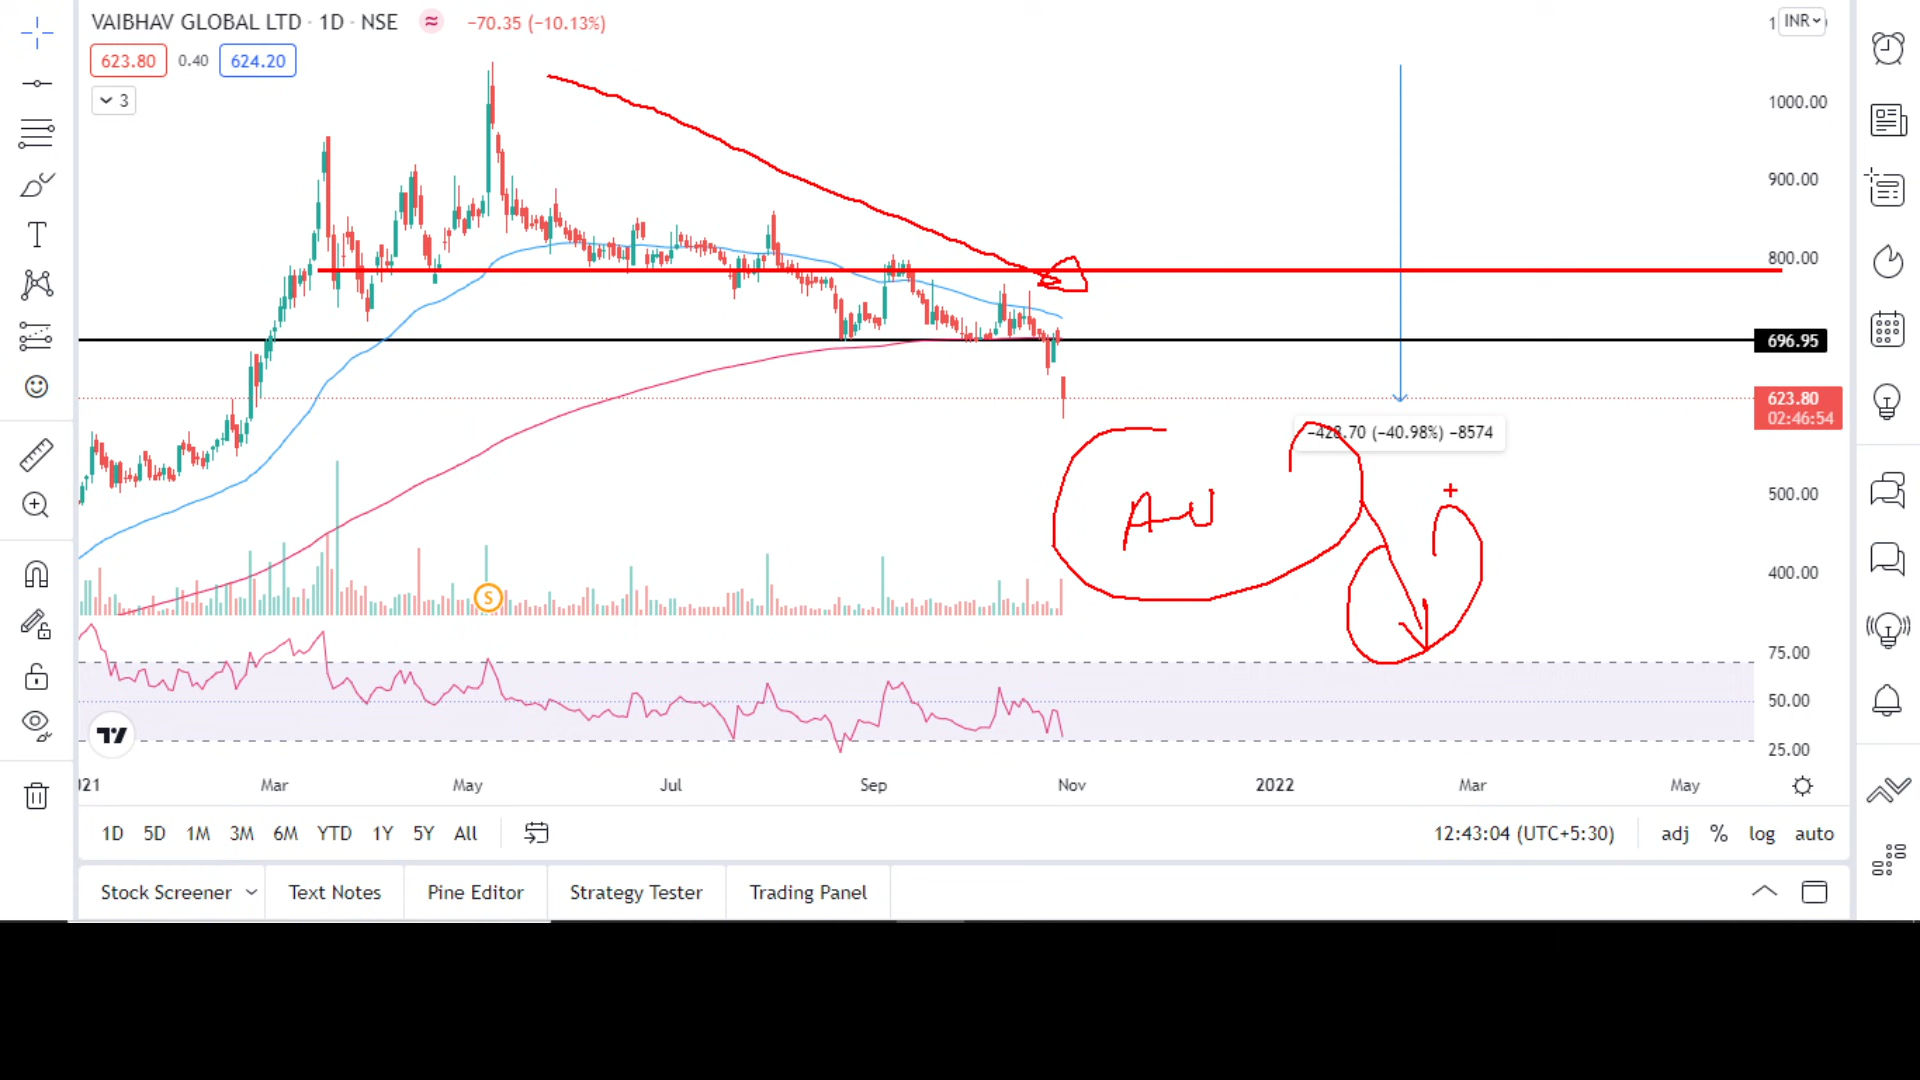 VAIBHAV GLOBAL LTD · 1D · NSE ≈ −70.35 (−10.13%)
INR
623.80 0.40 624.20
3
1000.00
900.00
800.00
696.95
623.80
02:46:54
−428.70 (−40.98%) −8574
500.00
400.00
S
75.00
50.00
25.00
Mar May Jul Sep Nov 2022 Mar May
1D 5D 1M 3M 6M YTD 1Y 5Y All 12:43:04 (UTC+5:30) adj % log auto
Stock Screener Text Notes Pine Editor Strategy Tester Trading Panel